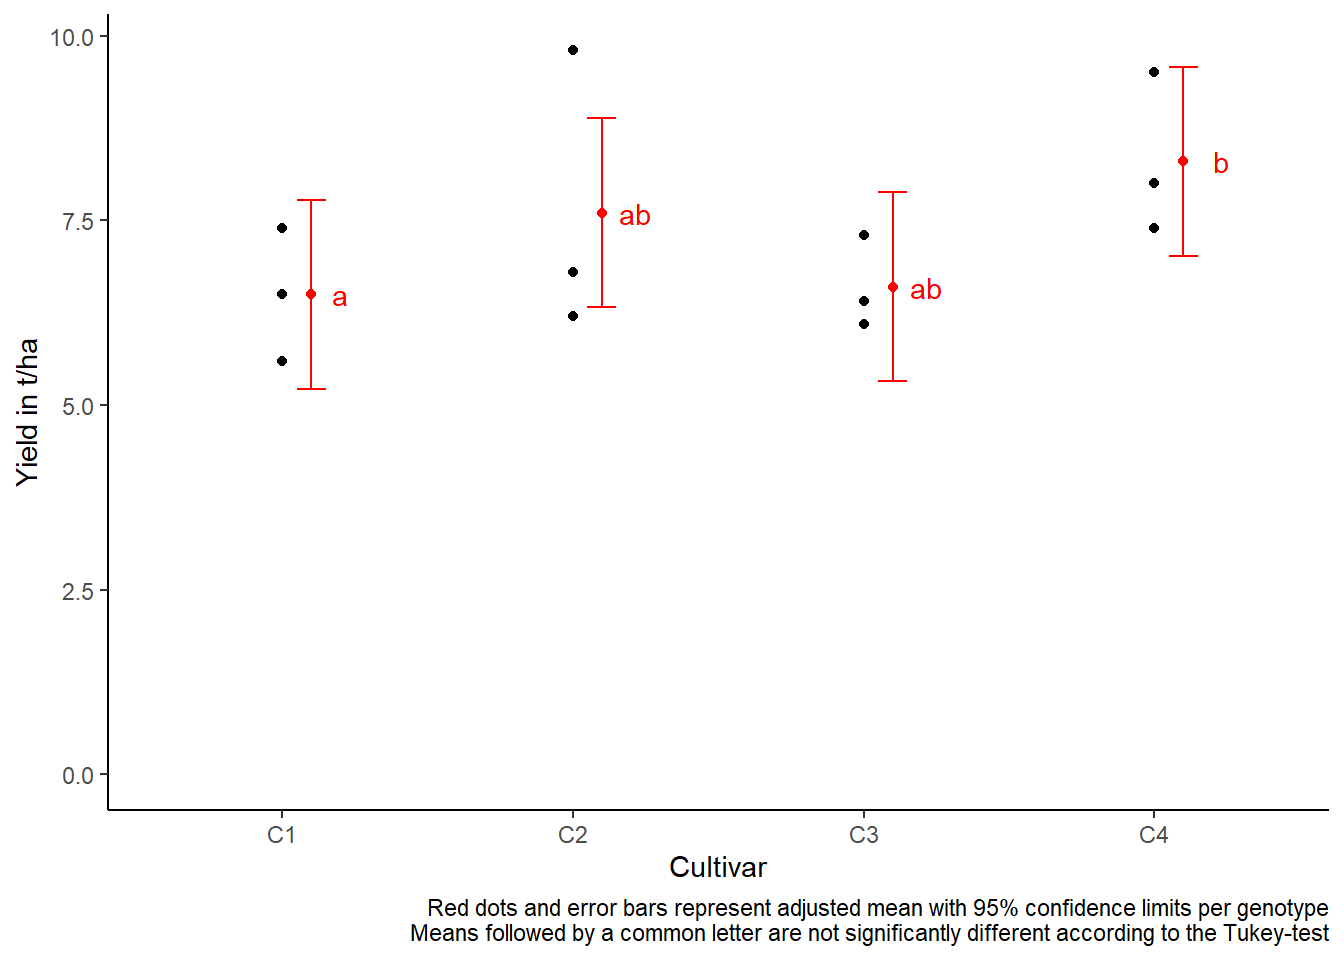 10.0
7.5
5.0
2.5
0.0
Yield in t/ha
a
ab
ab
b
C1
C2
C3
C4
Cultivar
Red dots and error bars represent adjusted mean with 95% confidence limits per genotype
Means followed by a common letter are not significantly different according to the Tukey-test